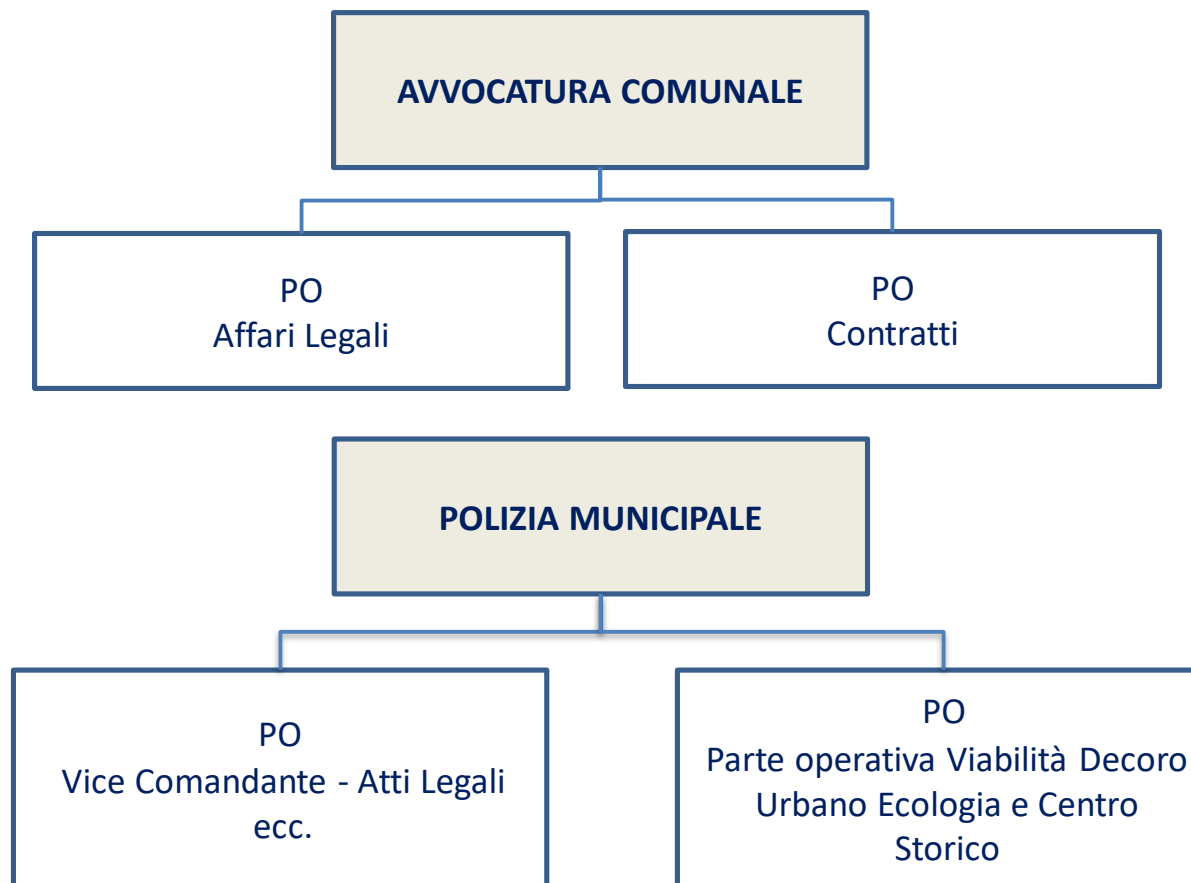 AVVOCATURA COMUNALE
PO
Affari Legali
PO
Contratti
POLIZIA MUNICIPALE
PO
Vice Comandante - Atti Legali
ecc.
PO
Parte operativa Viabilità Decoro
Urbano Ecologia e Centro
Storico